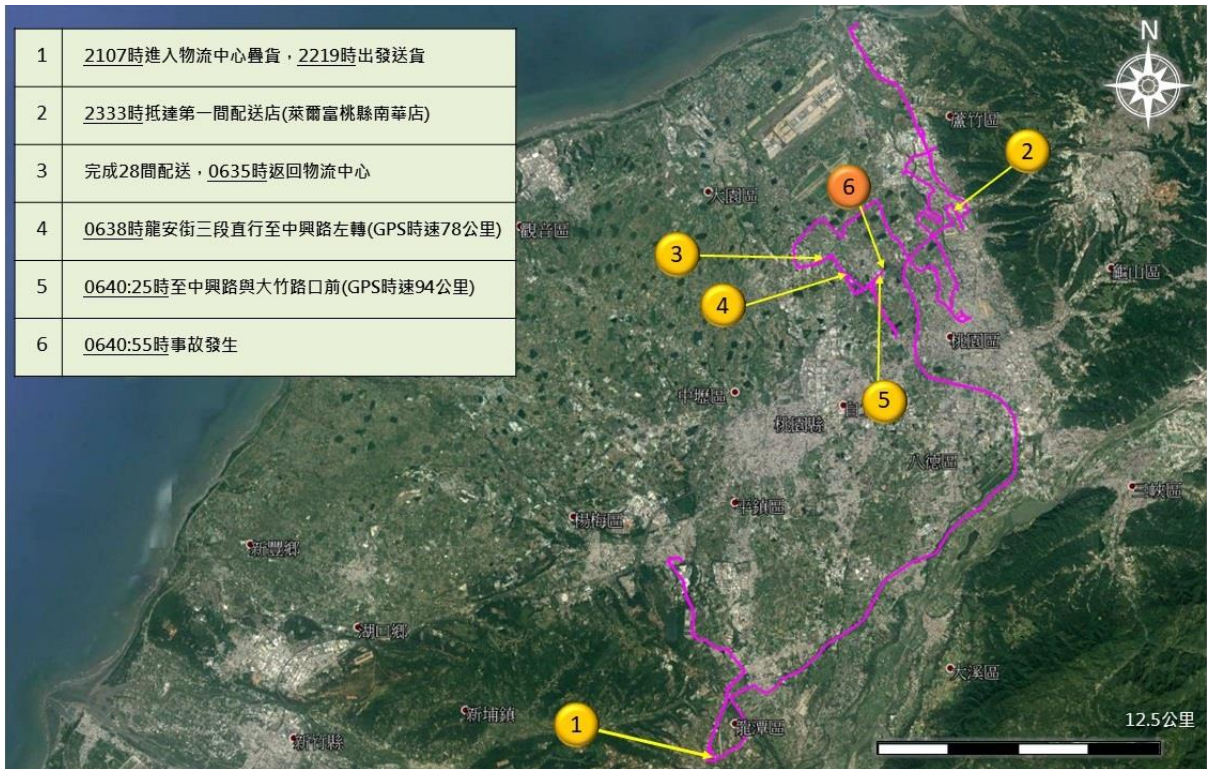 1
2107時進入物流中心疊貨，2219時出發送貨
2
2333時抵達第一間配送店(萊爾富桃縣南華店)
3
完成28間配送，0635時返回物流中心
4
0638時龍安街三段直行至中興路左轉(GPS時速78公里)
5
0640:25時至中興路與大竹路口前(GPS時速94公里)
6
0640:55時事故發生
N
蘆竹區
2
6
大園區
觀音區
3
龜山區
4
桃園區
中壢區
5
桃園縣
八德區
三峽區
平鎮區
楊梅區
新豐鄉
湖口鄉
大溪區
新埔鎮
1
龍潭區
新竹縣
12.5公里